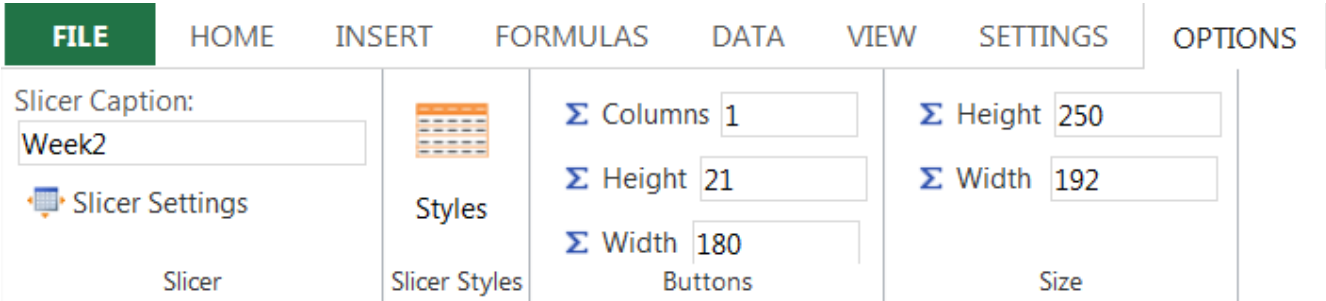 FILE HOME INSERT FORMULAS DATA VIEW SETTINGS OPTIONS
Slicer Caption:
Week2
Slicer Settings
Slicer
Styles
Slicer Styles
Σ Columns 1
Σ Height 21
Σ Width 180
Buttons
Σ Height 250
Σ Width 192
Size